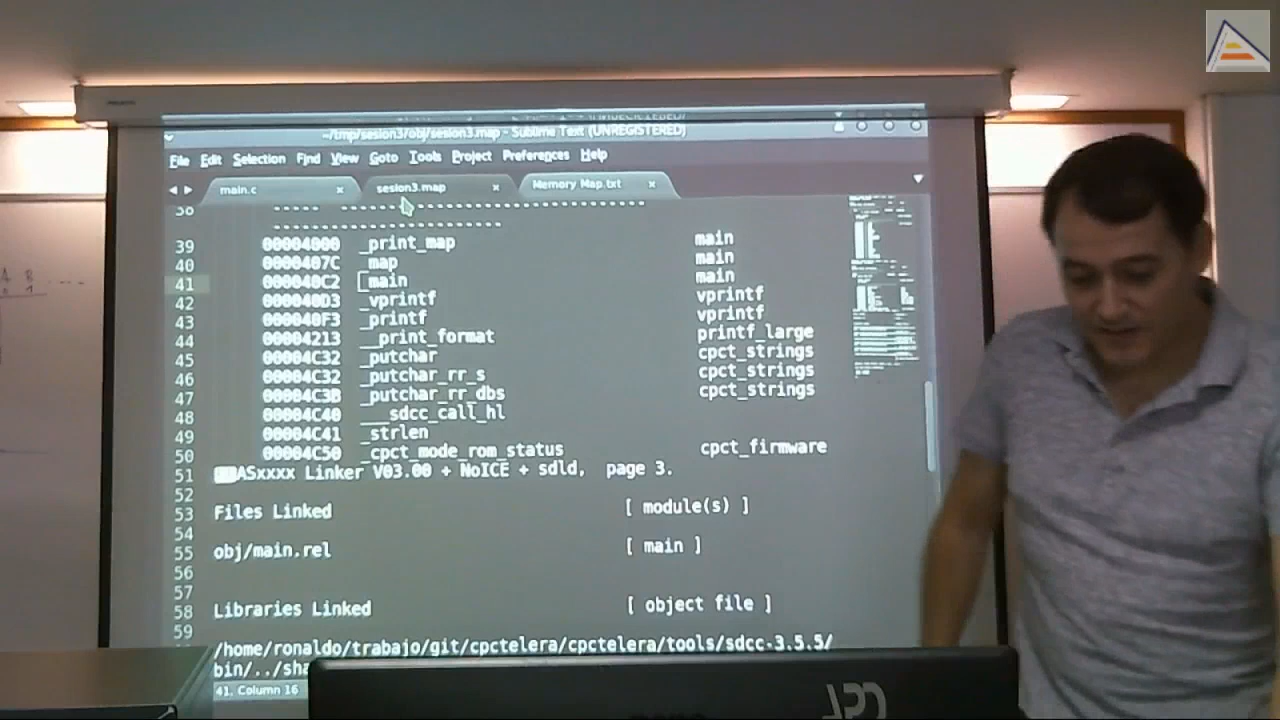 ~/tmp/sesion3/obj/sesion3.map - Sublime Text (UNREGISTERED)
File Edit Selection Find View Goto Tools Project Preferences Help
main.c x sesion3.map x Memory Map.txt x
38 ----- --------------------------------
-------------------------
39 00004000 _print_map main
40 0000407C _map main
41 000040C2 _main main
42 000040D3 _vprintf vprintf
43 000040F3 _printf vprintf
44 00004213 __print_format printf_large
45 00004C32 _putchar cpct_strings
46 00004C32 _putchar_rr_s cpct_strings
47 00004C3B _putchar_rr_dbs cpct_strings
48 00004C40 ___sdcc_call_hl
49 00004C41 _strlen
50 00004C50 _cpct_mode_rom_status cpct_firmware
51 ASxxxx Linker V03.00 + NoICE + sdld, page 3.
52
53 Files Linked [ module(s) ]
54
55 obj/main.rel [ main ]
56
57
58 Libraries Linked [ object file ]
59
/home/ronaldo/trabajo/git/cpctelera/cpctelera/tools/sdcc-3.5.5/
bin/../sha
41, Column 16